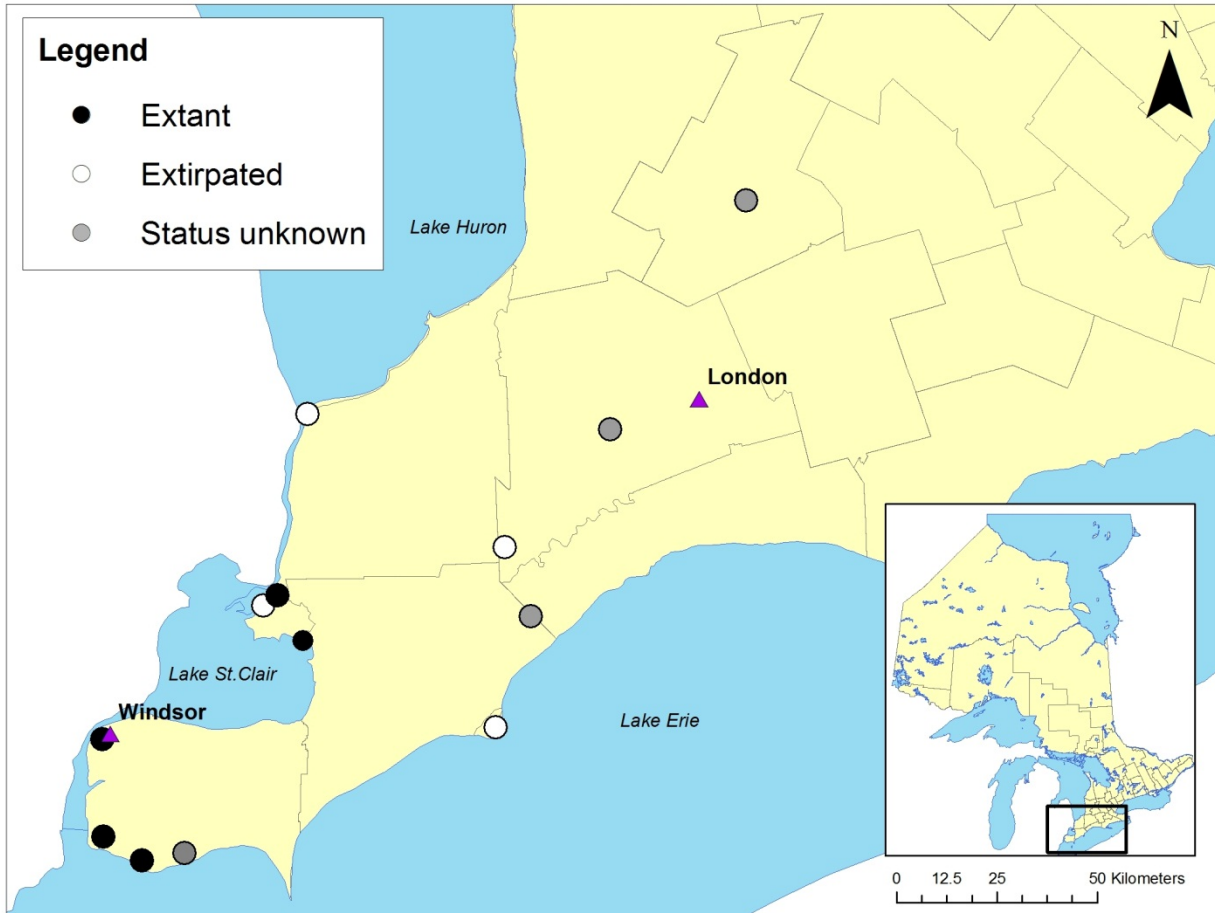 Legend
Extant
Extirpated
Status unknown
N
Lake Huron
London
Lake St.Clair
Windsor
Lake Erie
0 12.5 25 50 Kilometers